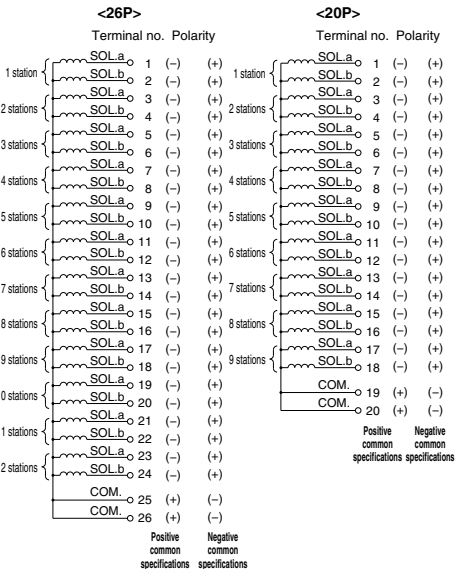 <26P>
Terminal no. Polarity
1 station
SOL.a 1 (−) (+)
SOL.b 2 (−) (+)
2 stations
SOL.a 3 (−) (+)
SOL.b 4 (−) (+)
3 stations
SOL.a 5 (−) (+)
SOL.b 6 (−) (+)
4 stations
SOL.a 7 (−) (+)
SOL.b 8 (−) (+)
5 stations
SOL.a 9 (−) (+)
SOL.b 10 (−) (+)
6 stations
SOL.a 11 (−) (+)
SOL.b 12 (−) (+)
7 stations
SOL.a 13 (−) (+)
SOL.b 14 (−) (+)
8 stations
SOL.a 15 (−) (+)
SOL.b 16 (−) (+)
9 stations
SOL.a 17 (−) (+)
SOL.b 18 (−) (+)
0 stations
SOL.a 19 (−) (+)
SOL.b 20 (−) (+)
1 stations
SOL.a 21 (−) (+)
SOL.b 22 (−) (+)
2 stations
SOL.a 23 (−) (+)
SOL.b 24 (−) (+)
COM. 25 (+) (−)
COM. 26 (+) (−)
Positive common specifications
Negative common specifications
<20P>
Terminal no. Polarity
1 station
SOL.a 1 (−) (+)
SOL.b 2 (−) (+)
2 stations
SOL.a 3 (−) (+)
SOL.b 4 (−) (+)
3 stations
SOL.a 5 (−) (+)
SOL.b 6 (−) (+)
4 stations
SOL.a 7 (−) (+)
SOL.b 8 (−) (+)
5 stations
SOL.a 9 (−) (+)
SOL.b 10 (−) (+)
6 stations
SOL.a 11 (−) (+)
SOL.b 12 (−) (+)
7 stations
SOL.a 13 (−) (+)
SOL.b 14 (−) (+)
8 stations
SOL.a 15 (−) (+)
SOL.b 16 (−) (+)
9 stations
SOL.a 17 (−) (+)
SOL.b 18 (−) (+)
COM. 19 (+) (−)
COM. 20 (+) (−)
Positive common specifications
Negative common specifications